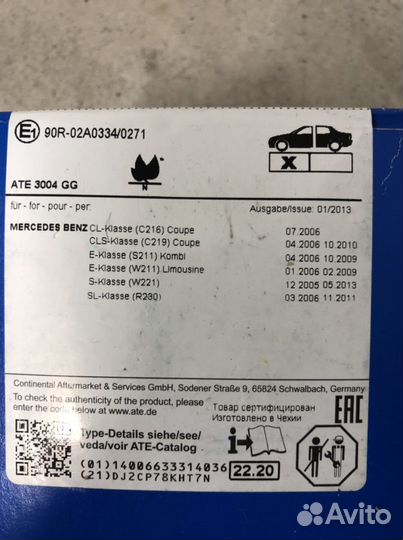 E1 90R-02A0334/0271
X
N
ATE 3004 GG
für - for - pour - per:
Ausgabe/Issue: 01/2013
MERCEDES BENZ CL-Klasse (C216) Coupe 07.2006
CLS-Klasse (C219) Coupe 04.2006 10.2010
E-Klasse (S211) Kombi 04.2006 10.2009
E-Klasse (W211) Limousine 01.2006 02.2009
S-Klasse (W221) 12.2005 05.2013
SL-Klasse (R230) 03.2006 11.2011
Continental Aftermarket & Services GmbH, Sodener Straße 9, 65824 Schwalbach, Germany
To check the authenticity of the product, please
enter the code below at www.ate.de
Товар сертифицирован
Изготовлено в Чехии
EAC
Type-Details siehe/see/
veda/voir ATE-Catalog
i
(01)14006633314036
(21)DJ2CP78KHT7N
22.20
Avito